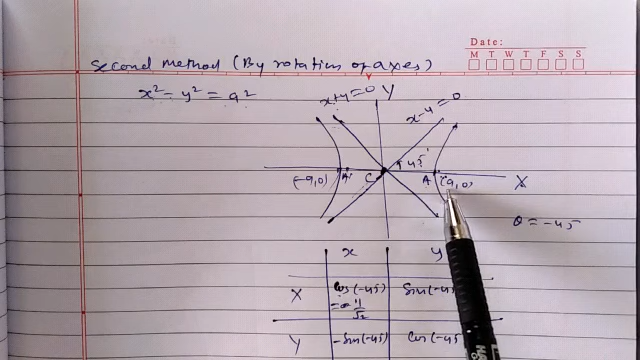 Date:
M T W T F S S
Second method (By rotation of axes)
x² - y² = a²
x+y=0 Y x-y=0
45°
(-a,0) A' C A (a,0) X
θ = -45
x y
X Cos(-45) Sin(-45)
= 1/√2
Y -Sin(-45) Cos(-45)